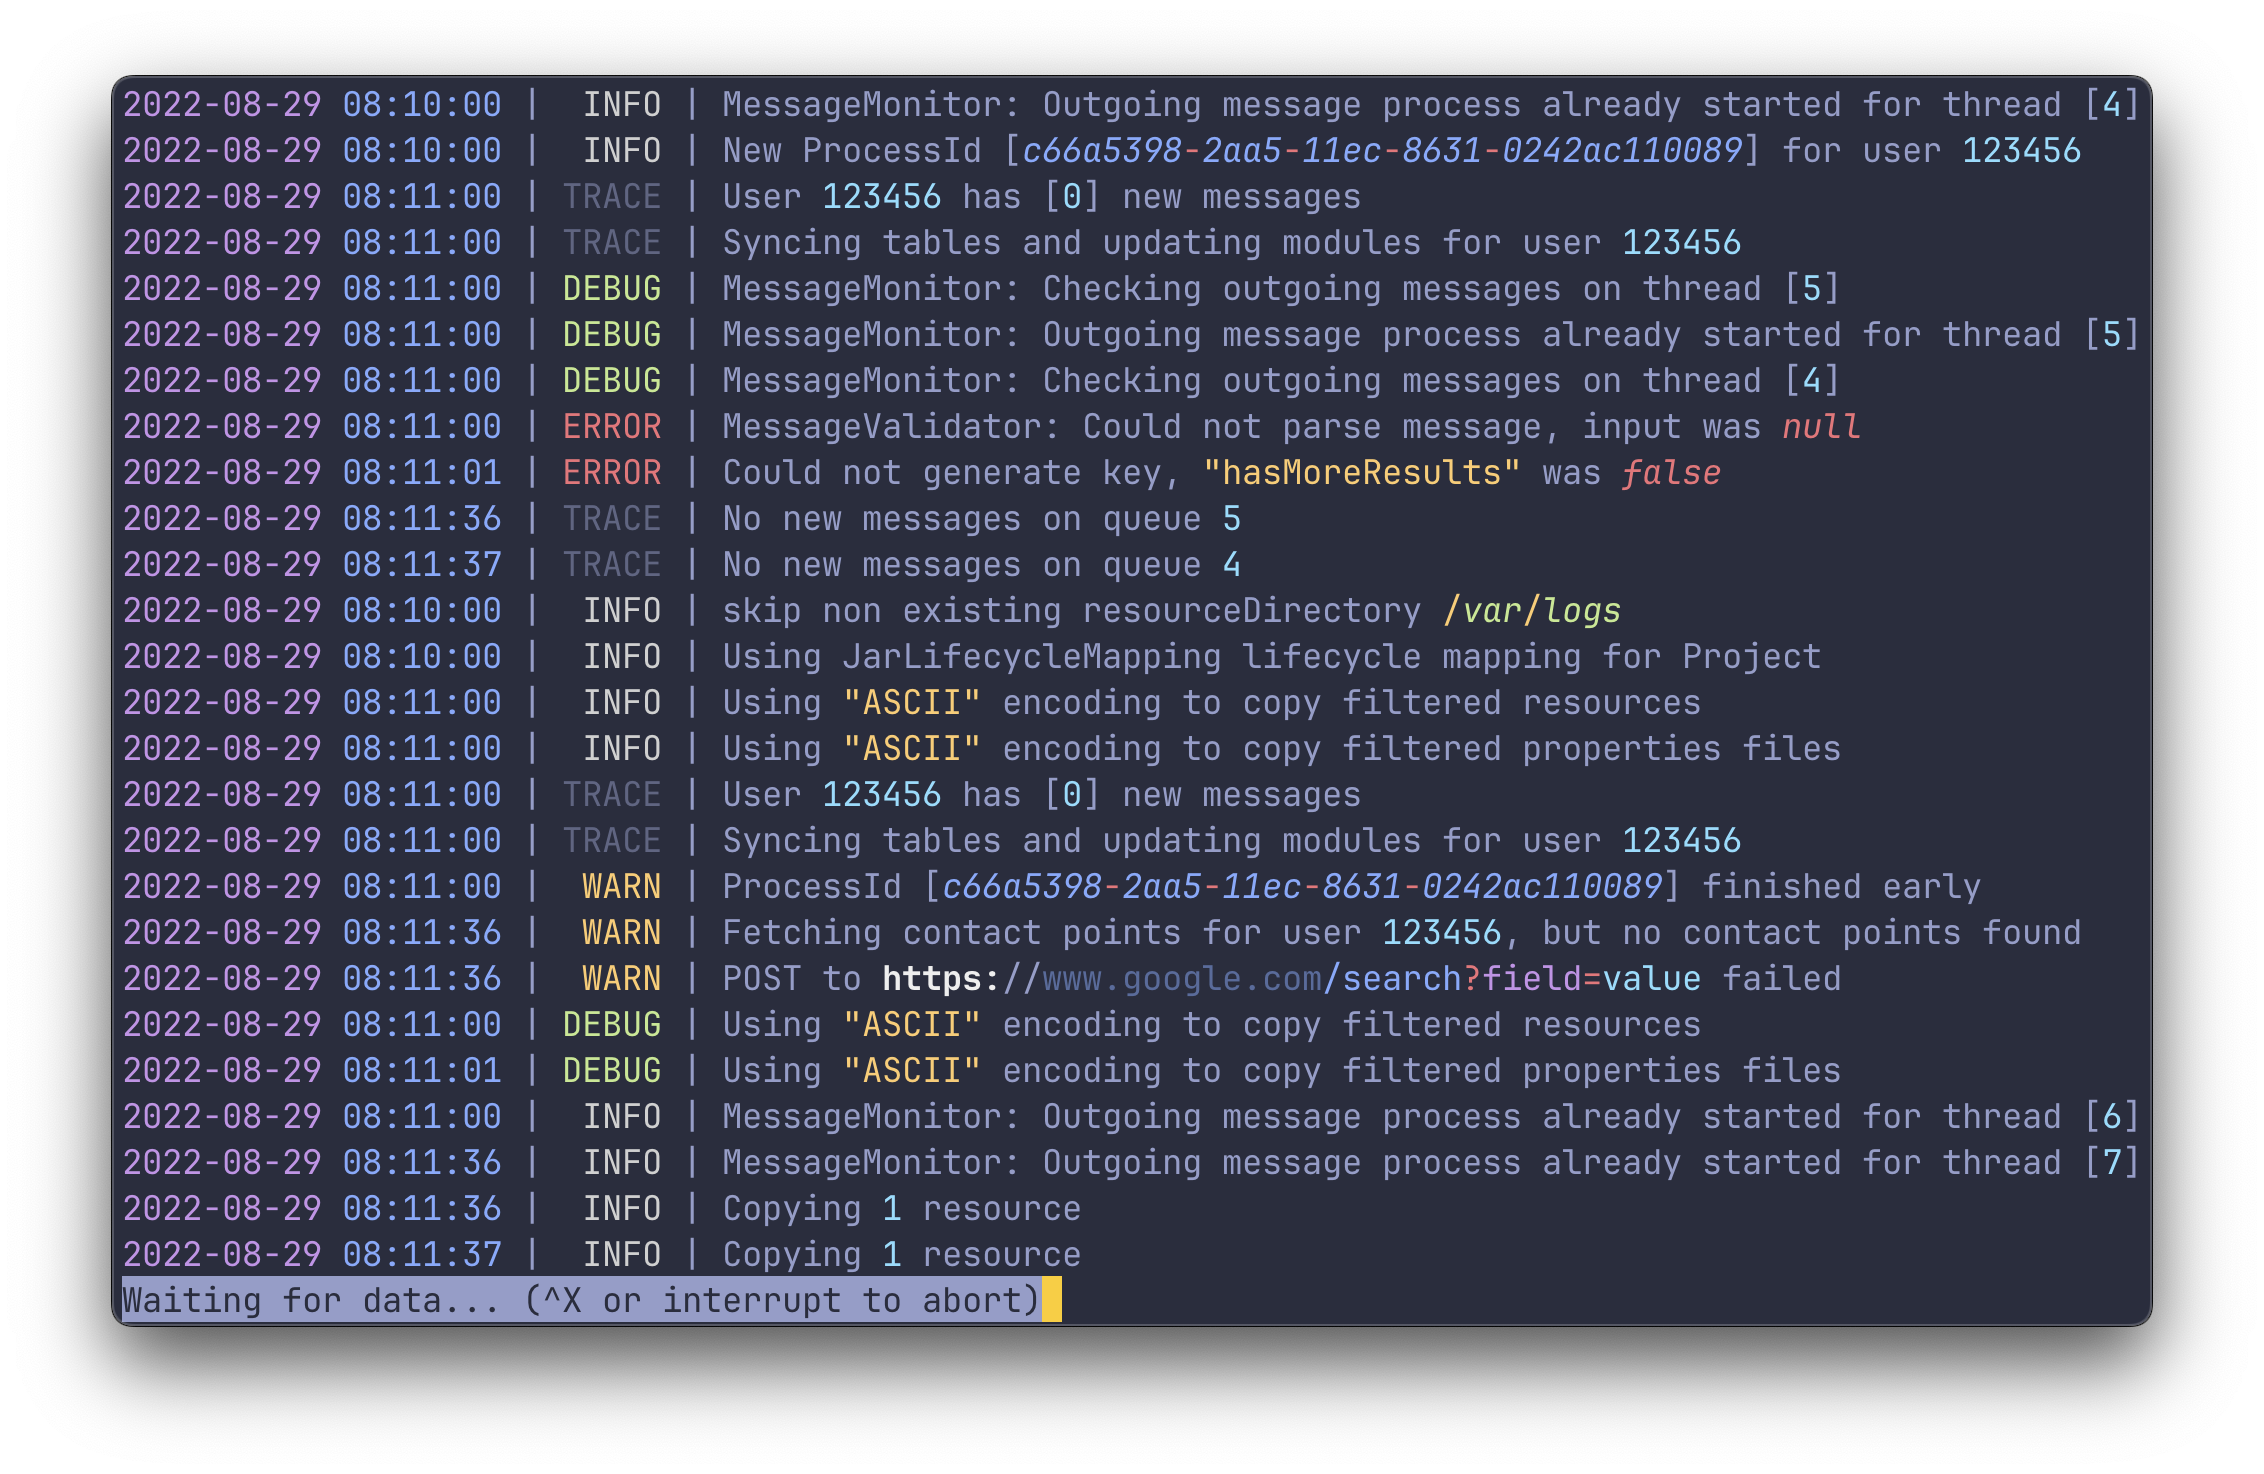 2022-08-29 08:10:00 |  INFO | MessageMonitor: Outgoing message process already started for thread [4]
2022-08-29 08:10:00 |  INFO | New ProcessId [c66a5398-2aa5-11ec-8631-0242ac110089] for user 123456
2022-08-29 08:11:00 | TRACE | User 123456 has [0] new messages
2022-08-29 08:11:00 | TRACE | Syncing tables and updating modules for user 123456
2022-08-29 08:11:00 | DEBUG | MessageMonitor: Checking outgoing messages on thread [5]
2022-08-29 08:11:00 | DEBUG | MessageMonitor: Outgoing message process already started for thread [5]
2022-08-29 08:11:00 | DEBUG | MessageMonitor: Checking outgoing messages on thread [4]
2022-08-29 08:11:00 | ERROR | MessageValidator: Could not parse message, input was null
2022-08-29 08:11:01 | ERROR | Could not generate key, "hasMoreResults" was false
2022-08-29 08:11:36 | TRACE | No new messages on queue 5
2022-08-29 08:11:37 | TRACE | No new messages on queue 4
2022-08-29 08:10:00 |  INFO | skip non existing resourceDirectory /var/logs
2022-08-29 08:10:00 |  INFO | Using JarLifecycleMapping lifecycle mapping for Project
2022-08-29 08:11:00 |  INFO | Using "ASCII" encoding to copy filtered resources
2022-08-29 08:11:00 |  INFO | Using "ASCII" encoding to copy filtered properties files
2022-08-29 08:11:00 | TRACE | User 123456 has [0] new messages
2022-08-29 08:11:00 | TRACE | Syncing tables and updating modules for user 123456
2022-08-29 08:11:00 |  WARN | ProcessId [c66a5398-2aa5-11ec-8631-0242ac110089] finished early
2022-08-29 08:11:36 |  WARN | Fetching contact points for user 123456, but no contact points found
2022-08-29 08:11:36 |  WARN | POST to https://www.google.com/search?field=value failed
2022-08-29 08:11:00 | DEBUG | Using "ASCII" encoding to copy filtered resources
2022-08-29 08:11:01 | DEBUG | Using "ASCII" encoding to copy filtered properties files
2022-08-29 08:11:00 |  INFO | MessageMonitor: Outgoing message process already started for thread [6]
2022-08-29 08:11:36 |  INFO | MessageMonitor: Outgoing message process already started for thread [7]
2022-08-29 08:11:36 |  INFO | Copying 1 resource
2022-08-29 08:11:37 |  INFO | Copying 1 resource
Waiting for data... (^X or interrupt to abort)